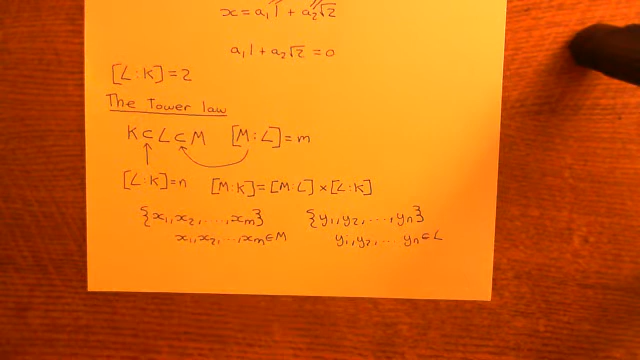 x = a₁1 + a₂√2
a₁1 + a₂√2 = 0
[L:K] = 2
The Tower law
K ⊂ L ⊂ M [M:L] = m
[L:K] = n [M:K] = [M:L] × [L:K]
{x₁, x₂, ..., xₘ} {y₁, y₂, ..., yₙ}
x₁, x₂, ..., xₘ ∈ M y₁, y₂, ... yₙ ∈ L